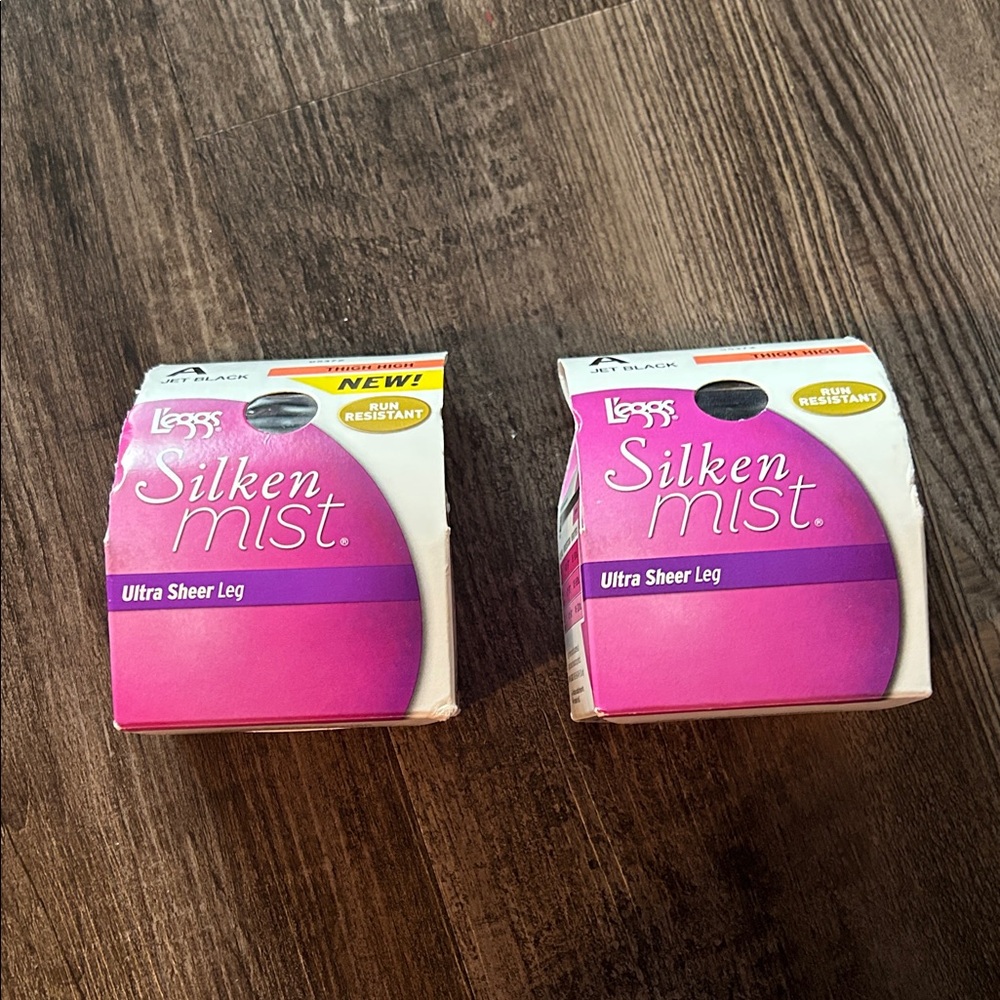 A
JET BLACK
THIGH HIGH
NEW!
L'eggs®
RUN
RESISTANT
Silken
mist®
Ultra Sheer Leg
A
JET BLACK
THIGH HIGH
L'eggs®
RUN
RESISTANT
Silken
mist®
Ultra Sheer Leg